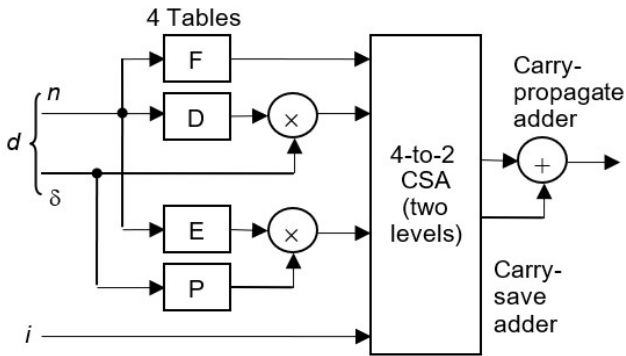 4 Tables
F
n
D
×
d
δ
E
×
P
i
4-to-2
CSA
(two
levels)
Carry-
propagate
adder
+
Carry-
save
adder